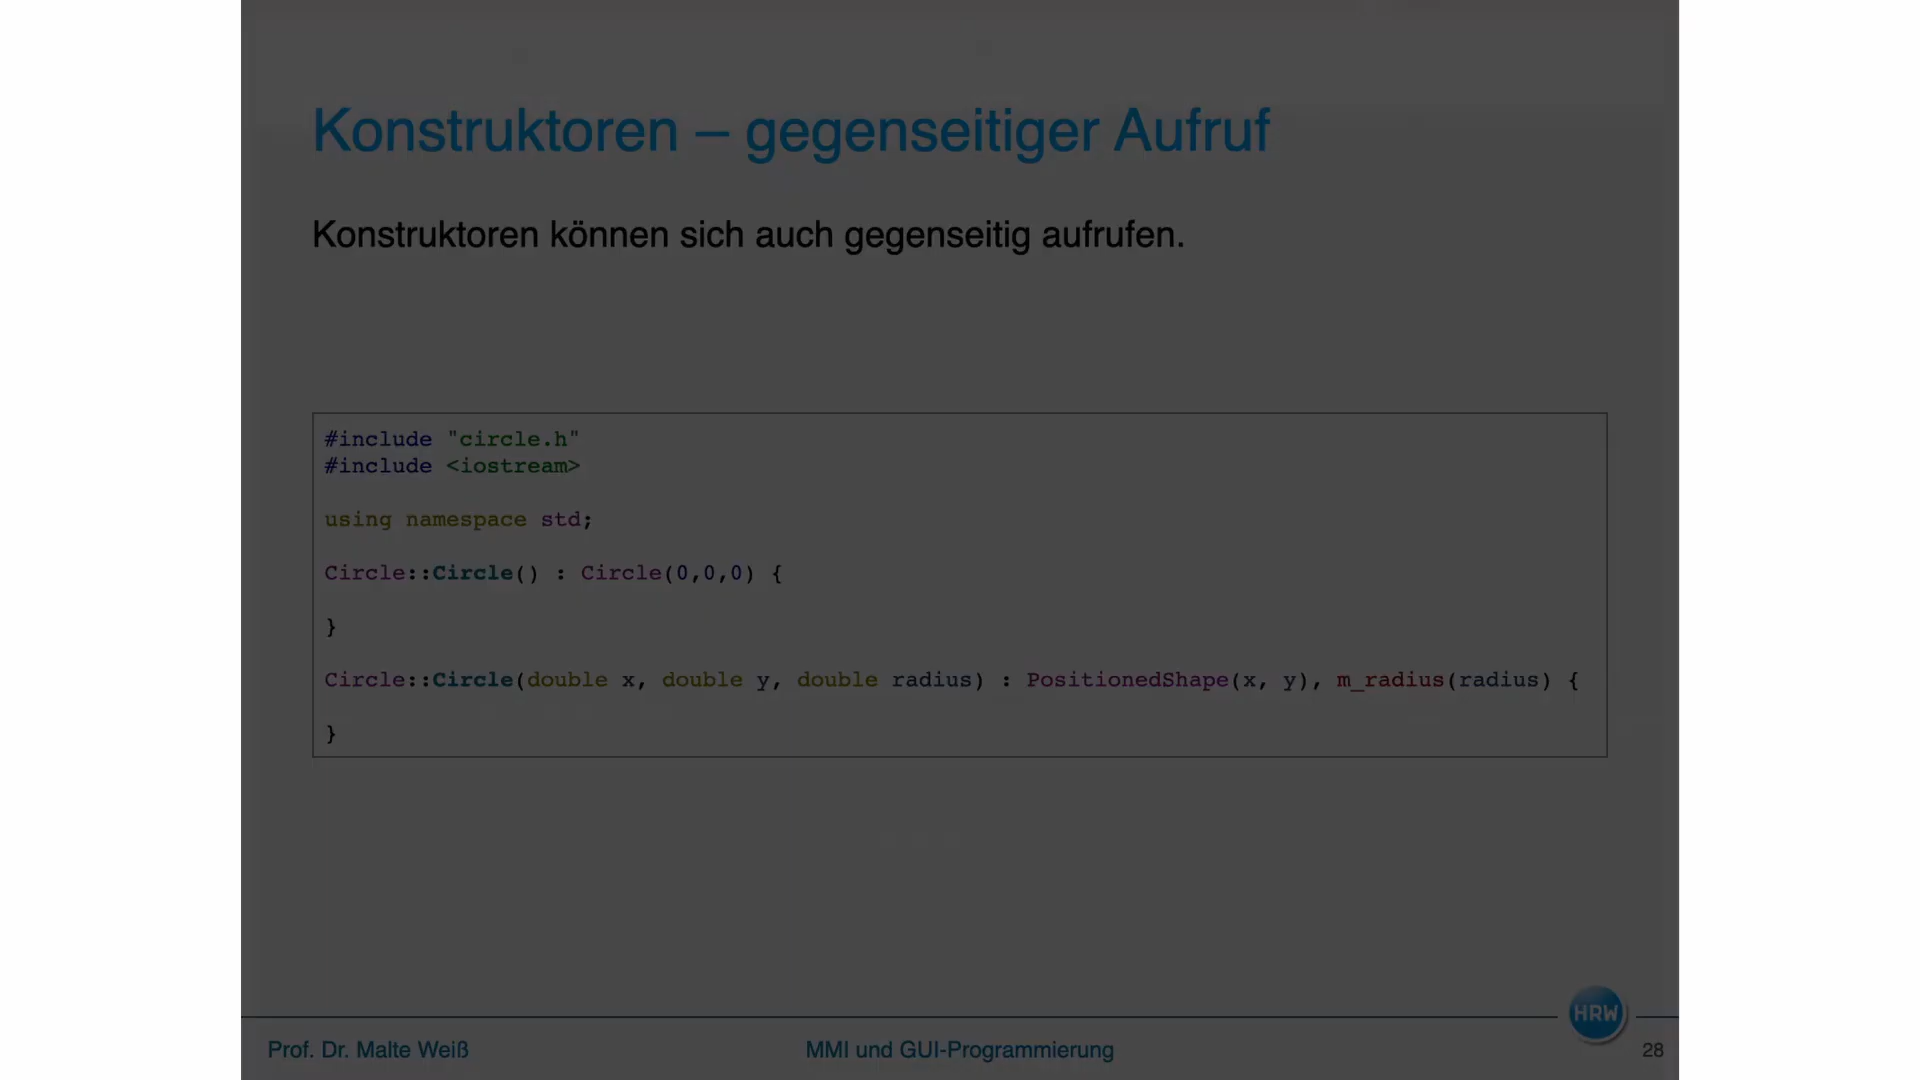 Konstruktoren – gegenseitiger Aufruf
Konstruktoren können sich auch gegenseitig aufrufen.
#include "circle.h"
#include <iostream>
using namespace std;
Circle::Circle() : Circle(0,0,0) {
}
Circle::Circle(double x, double y, double radius) : PositionedShape(x, y), m_radius(radius) {
}
HRW
Prof. Dr. Malte Weiß
MMI und GUI-Programmierung
28